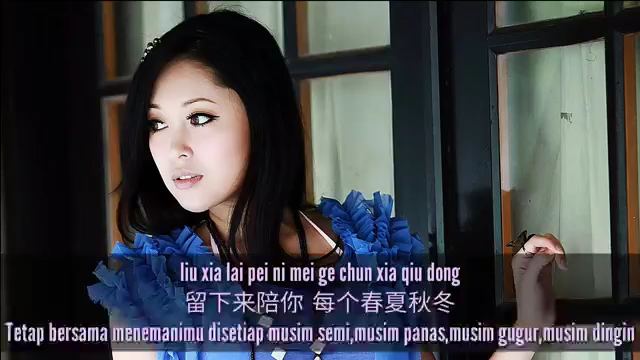 liu xia lai pei ni mei ge chun xia qiu dong
留下来陪你 每个春夏秋冬
Tetap bersama menemanimu disetiap musim semi,musim panas,musim gugur,musim dingin